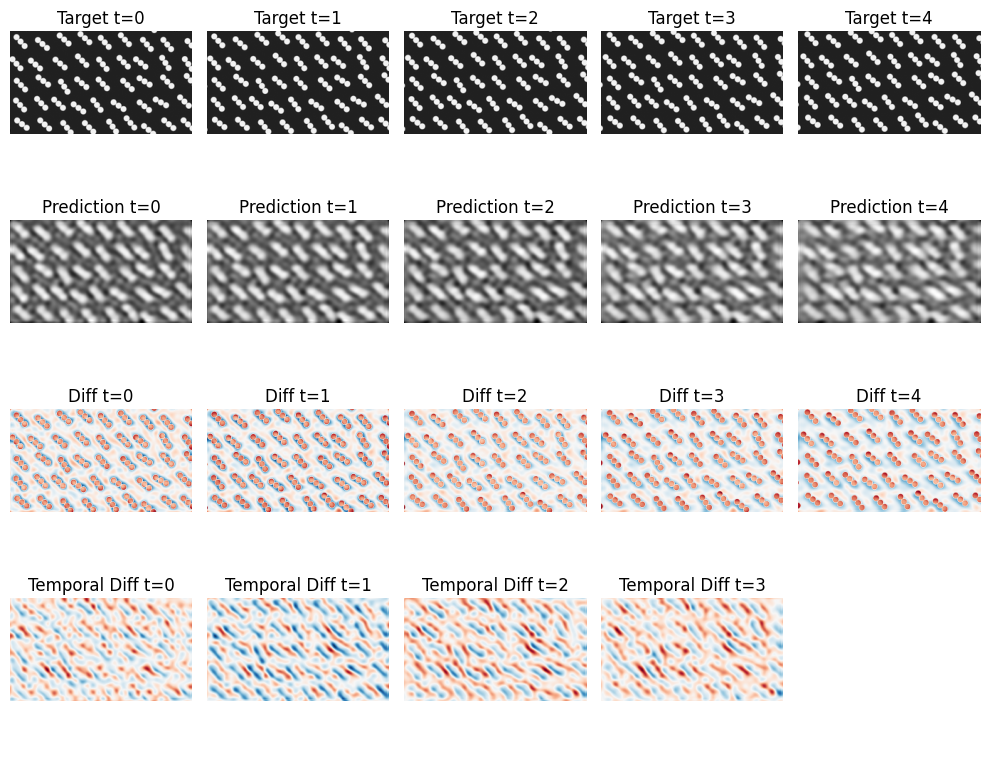 Target t=0 Target t=1 Target t=2 Target t=3 Target t=4
Prediction t=0 Prediction t=1 Prediction t=2 Prediction t=3 Prediction t=4
Diff t=0 Diff t=1 Diff t=2 Diff t=3 Diff t=4
Temporal Diff t=0 Temporal Diff t=1 Temporal Diff t=2 Temporal Diff t=3